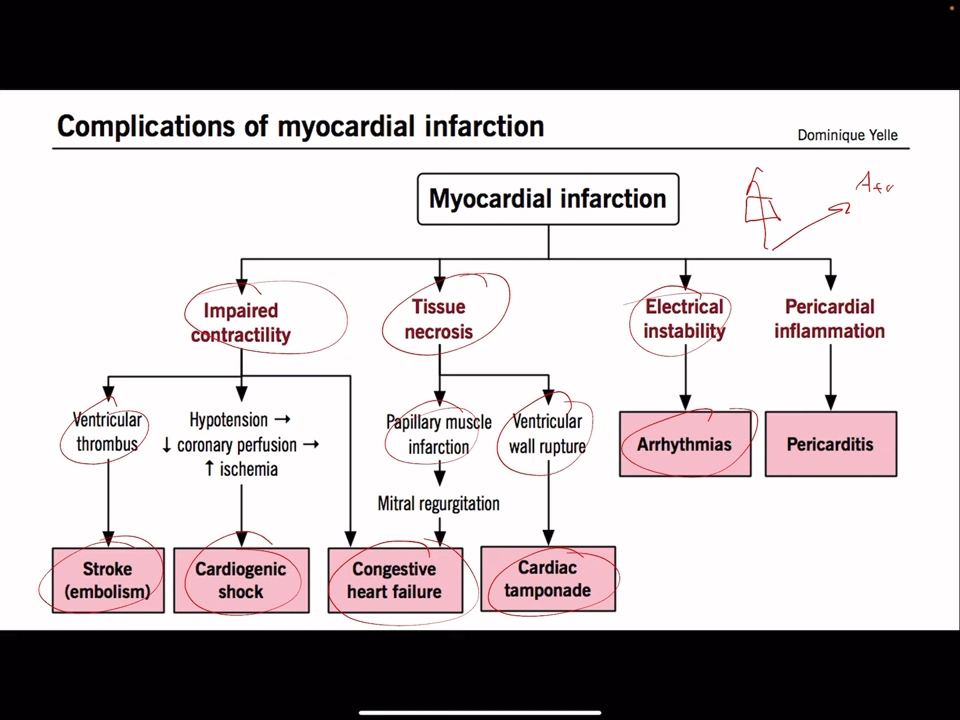 Complications of myocardial infarction
Dominique Yelle
Myocardial infarction
Impaired
contractility
Tissue
necrosis
Electrical
instability
Pericardial
inflammation
Ventricular
thrombus
Hypotension →
↓ coronary perfusion →
↑ ischemia
Papillary muscle
infarction
Mitral regurgitation
Ventricular
wall rupture
Arrhythmias
Pericarditis
Stroke
(embolism)
Cardiogenic
shock
Congestive
heart failure
Cardiac
tamponade